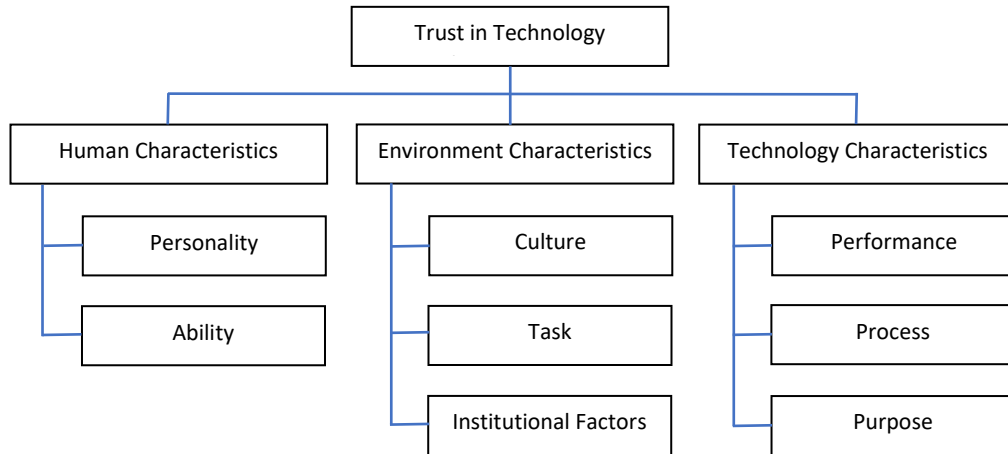 Trust in Technology
Human Characteristics
Environment Characteristics
Technology Characteristics
Personality
Culture
Performance
Ability
Task
Process
Institutional Factors
Purpose